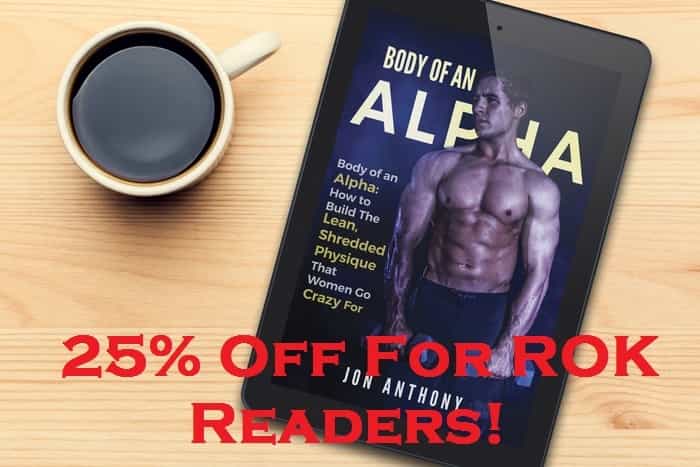 BODY OF AN
ALPHA
Body of an
Alpha:
How to
Build The
Lean,
Shredded
Physique
That
Women Go
Crazy For
25% Off For ROK
JON ANTHONY
Readers!